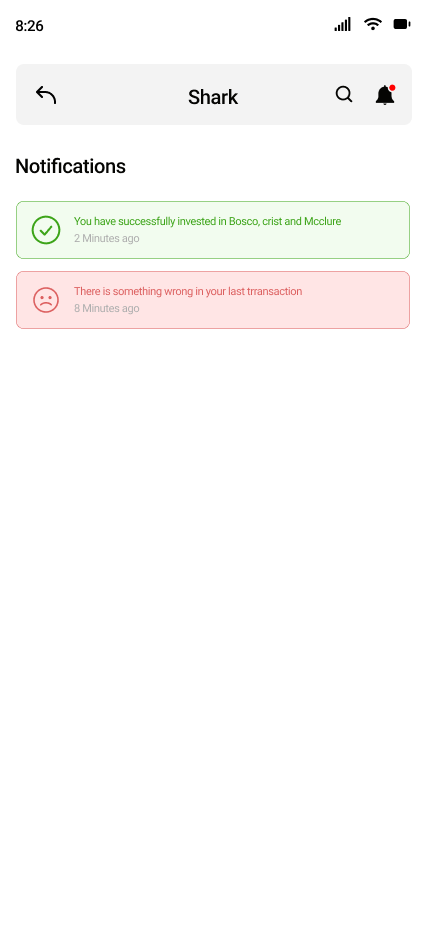 8:26
Shark
Notifications
You have successfully invested in Bosco, crist and Mcclure
2 Minutes ago
There is something wrong in your last trransaction
8 Minutes ago